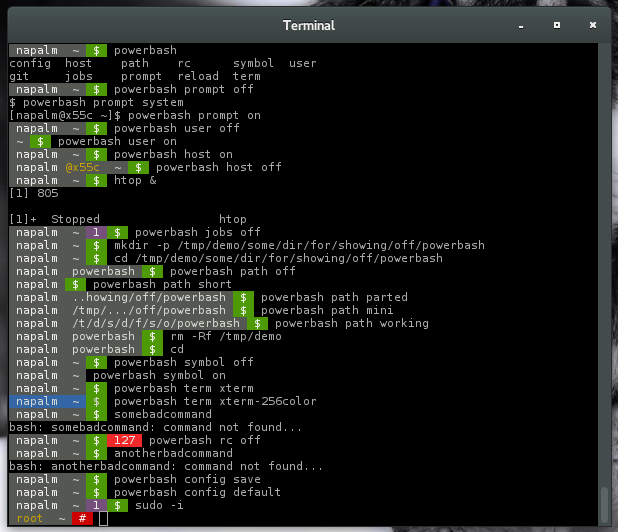 Terminal
napalm ~ $ powerbash
config host path rc symbol user
git jobs prompt reload term
napalm ~ $ powerbash prompt off
$ powerbash prompt system
[napalm@x55c ~]$ powerbash prompt on
napalm ~ $ powerbash user off
~ $ powerbash user on
napalm ~ $ powerbash host on
napalm @x55c ~ $ powerbash host off
napalm ~ $ htop &
[1] 805
[1]+ Stopped htop
napalm ~ 1 $ powerbash jobs off
napalm ~ $ mkdir -p /tmp/demo/some/dir/for/showing/off/powerbash
napalm ~ $ cd /tmp/demo/some/dir/for/showing/off/powerbash
napalm powerbash $ powerbash path off
napalm $ powerbash path short
napalm ..howing/off/powerbash $ powerbash path parted
napalm /tmp/.../off/powerbash $ powerbash path mini
napalm /t/d/s/d/f/s/o/powerbash $ powerbash path working
napalm powerbash $ rm -Rf /tmp/demo
napalm powerbash $ cd
napalm ~ $ powerbash symbol off
napalm ~ powerbash symbol on
napalm ~ $ powerbash term xterm
napalm ~ $ powerbash term xterm-256color
napalm ~ $ somebadcommand
bash: somebadcommand: command not found...
napalm ~ $ 127 powerbash rc off
napalm ~ $ anotherbadcommand
bash: anotherbadcommand: command not found...
napalm ~ $ powerbash config save
napalm ~ $ powerbash config default
napalm ~ 1 $ sudo -i
root ~ #